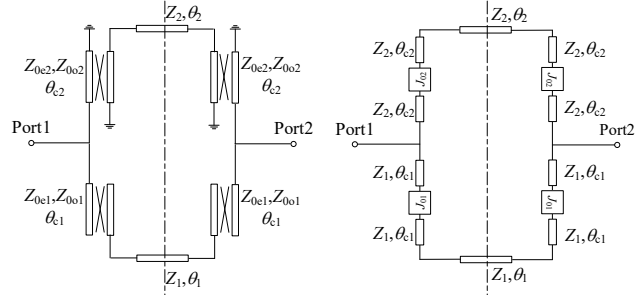 Z₂,θ₂
Z₀ₑ₂,Z₀ₒ₂
θc2
Z₀ₑ₂,Z₀ₒ₂
θc2
Port1
Port2
Z₀ₑ₁,Z₀ₒ₁
θc1
Z₀ₑ₁,Z₀ₒ₁
θc1
Z₁,θ₁
Z₂,θ₂
Z₂,θc2
J₀₂
Z₂,θc2
Z₂,θc2
J₀₂
Z₂,θc2
Port1
Port2
Z₁,θc1
J₀₁
Z₁,θc1
Z₁,θc1
J₀₁
Z₁,θc1
Z₁,θ₁